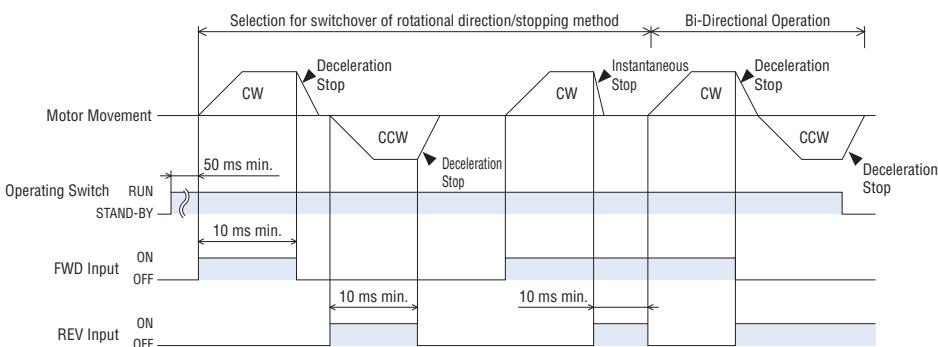 Selection for switchover of rotational direction/stopping method
Bi-Directional Operation
Deceleration
Stop
Instantaneous
Stop
Deceleration
Stop
CW
CW
CW
Motor Movement
CCW
CCW
Deceleration
Stop
Deceleration
Stop
50 ms min.
Operating Switch
RUN
STAND-BY
10 ms min.
FWD Input
ON
OFF
10 ms min.
10 ms min.
REV Input
ON
OFF